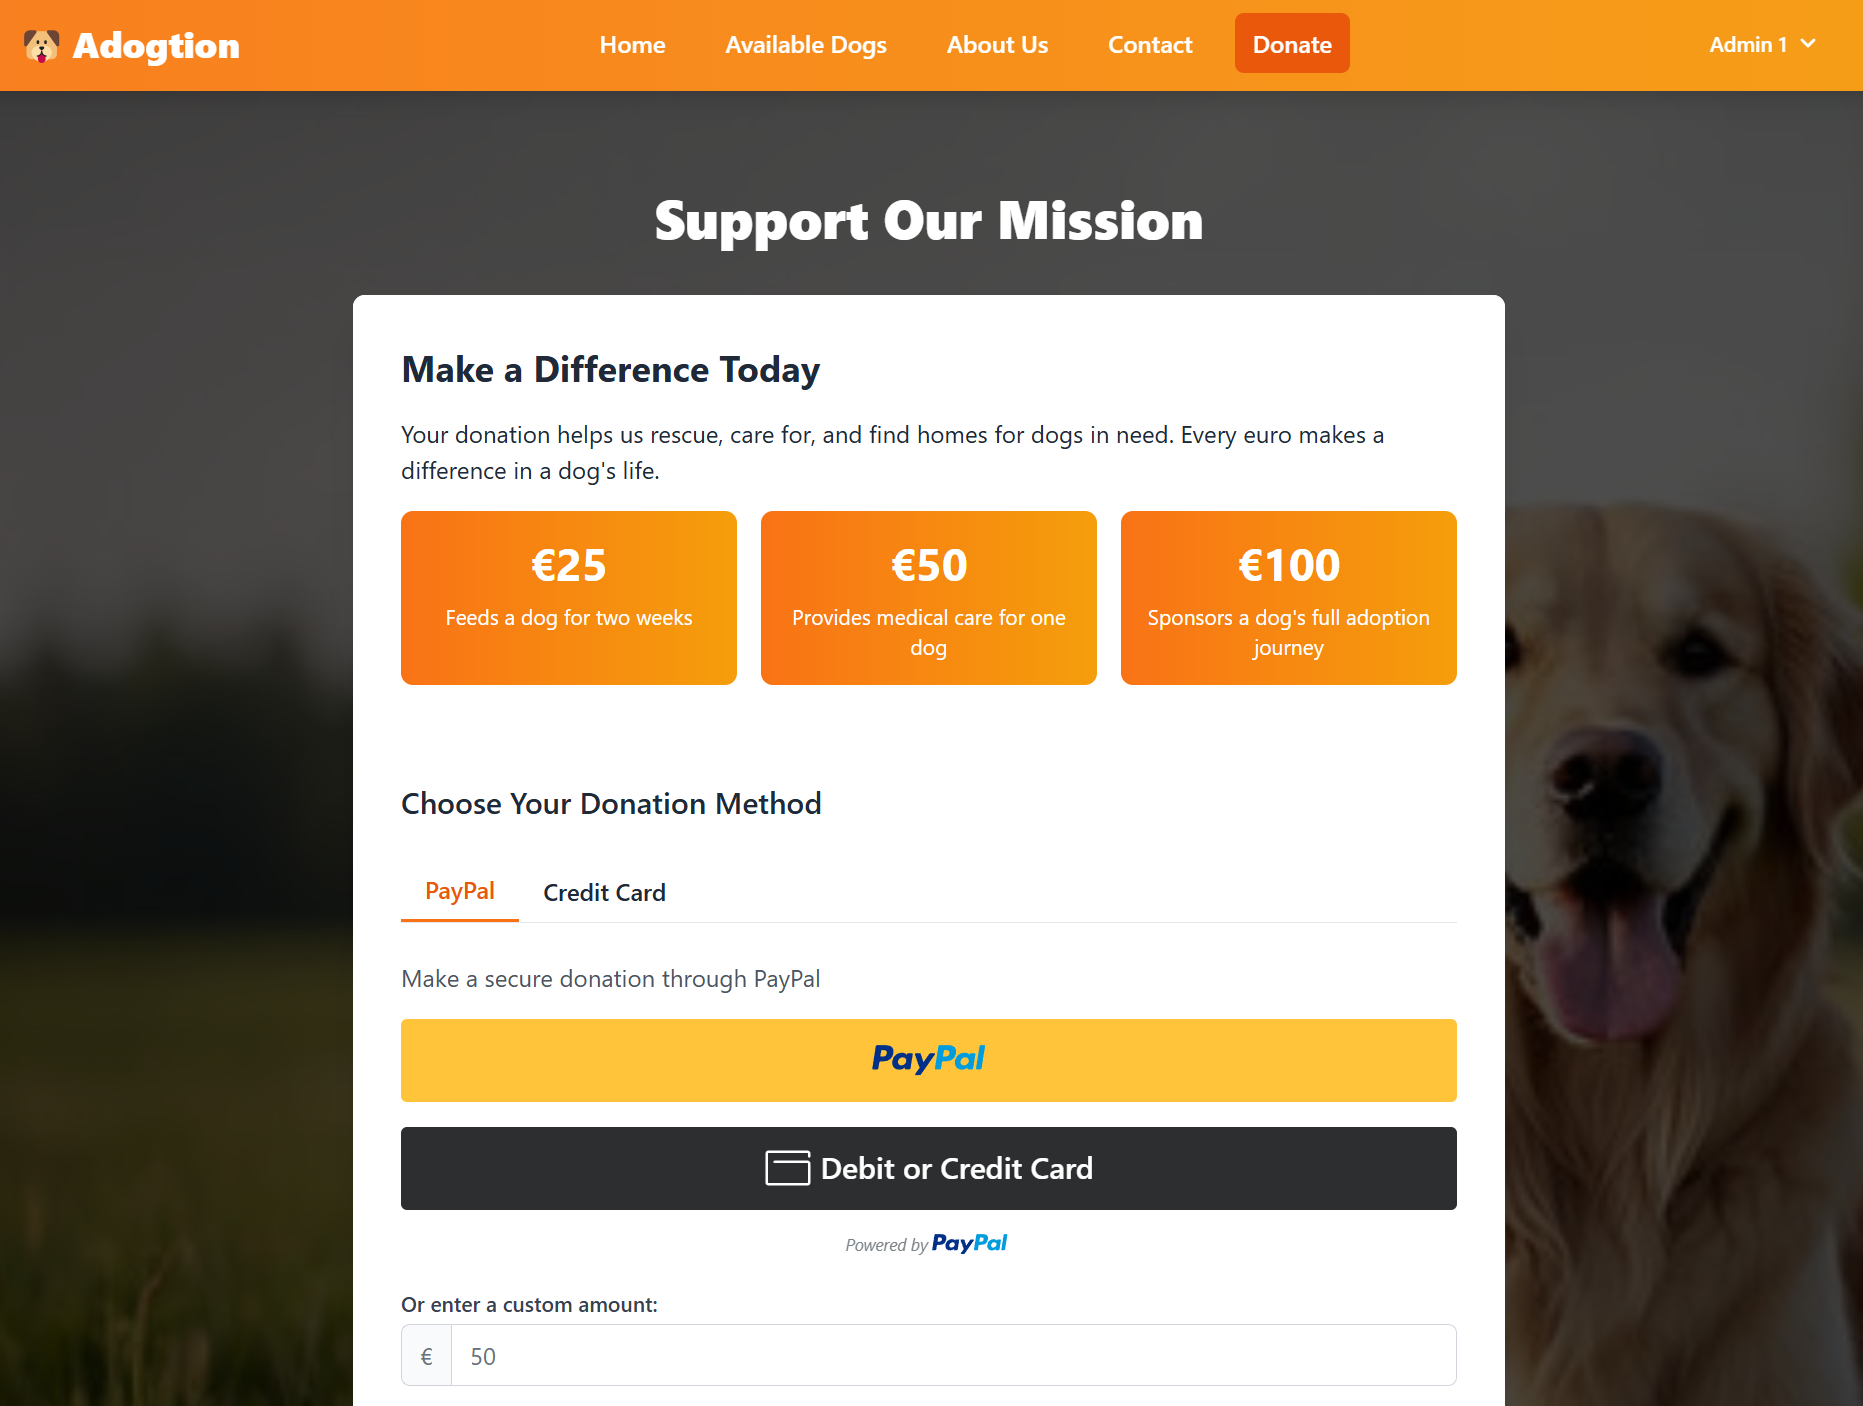 Adogtion
Home
Available Dogs
About Us
Contact
Donate
Admin 1
Support Our Mission
Make a Difference Today
Your donation helps us rescue, care for, and find homes for dogs in need. Every euro makes a
difference in a dog's life.
€25
Feeds a dog for two weeks
€50
Provides medical care for one
dog
€100
Sponsors a dog's full adoption
journey
Choose Your Donation Method
PayPal
Credit Card
Make a secure donation through PayPal
PayPal
Debit or Credit Card
Powered by PayPal
Or enter a custom amount:
€ 50